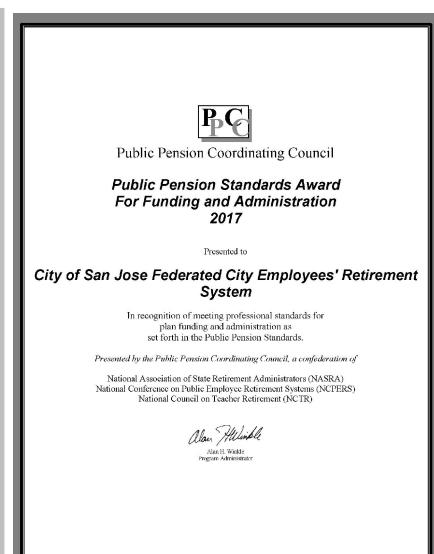 PPCC
Public Pension Coordinating Council
Public Pension Standards Award
For Funding and Administration
2017
Presented to
City of San Jose Federated City Employees' Retirement
System
In recognition of meeting professional standards for
plan funding and administration as
set forth in the Public Pension Standards.
Presented by the Public Pension Coordinating Council, a confederation of
National Association of State Retirement Administrators (NASRA)
National Conference on Public Employee Retirement Systems (NCPERS)
National Council on Teacher Retirement (NCTR)
Alan H. Winkle
Alan H. Winkle
Program Administrator